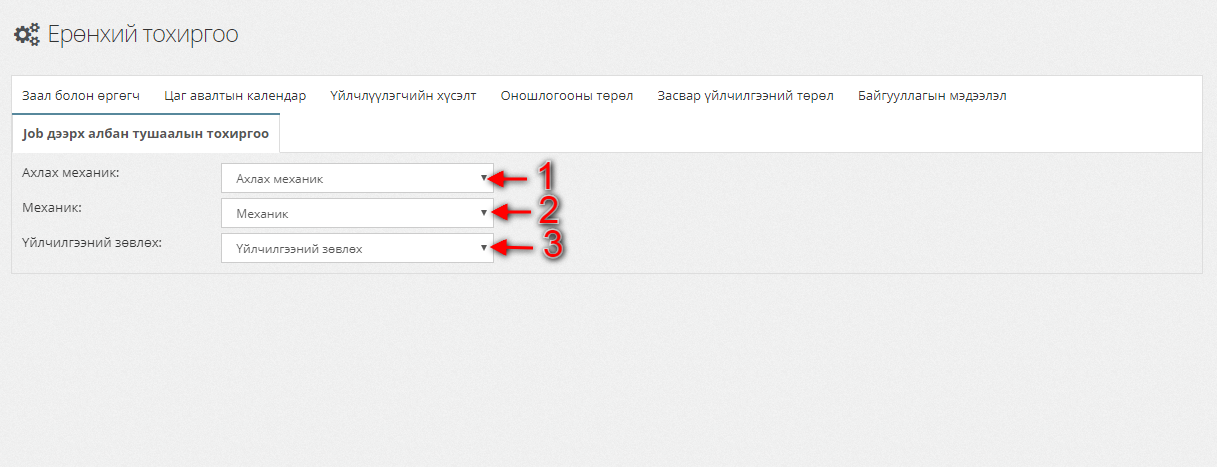 Ерөнхий тохиргоо
Заал болон өргөгч Цаг авалтын календар Үйлчлүүлэгчийн хүсэлт Оношлогооны төрөл Засвар үйлчилгээний төрөл Байгууллагын мэдээлэл
Job дээрх албан тушаалын тохиргоо
Ахлах механик: Ахлах механик 1
Механик: Механик 2
Үйлчилгээний зөвлөх: Үйлчилгээний зөвлөх 3